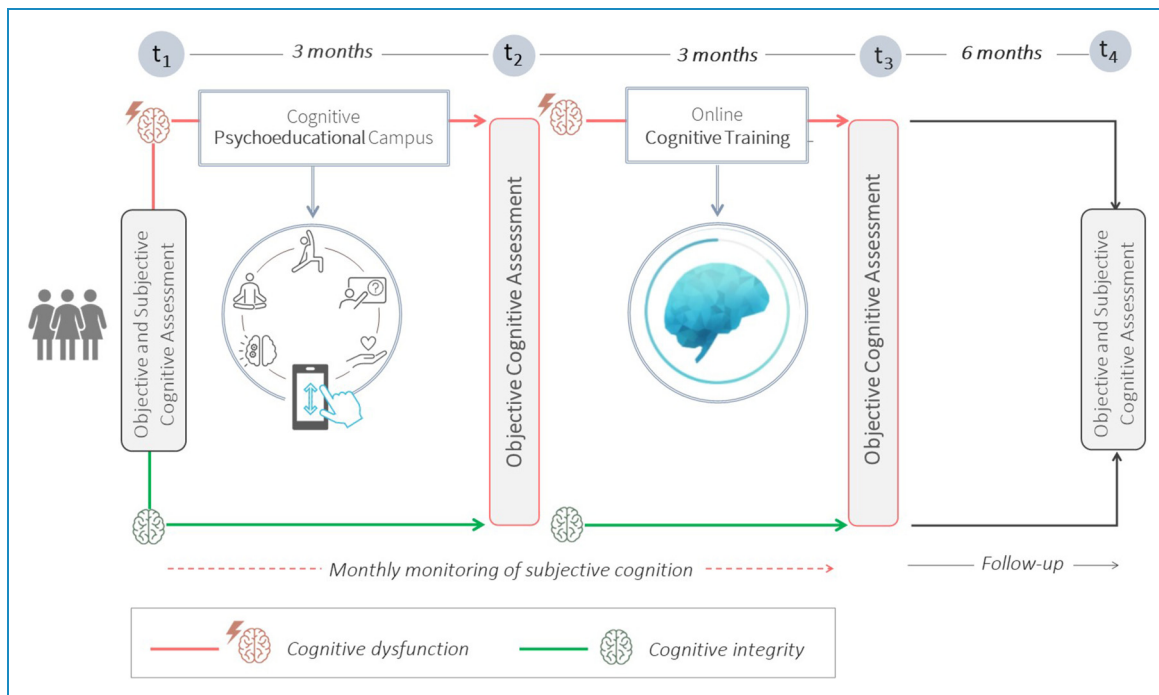 t1
3 months
t2
3 months
t3
6 months
t4
Cognitive
Psychoeducational Campus
Online
Cognitive Training
Objective and Subjective
Cognitive Assessment
?
Objective Cognitive Assessment
Objective Cognitive Assessment
Objective and Subjective
Cognitive Assessment
Monthly monitoring of subjective cognition
Follow-up
Cognitive dysfunction
Cognitive integrity